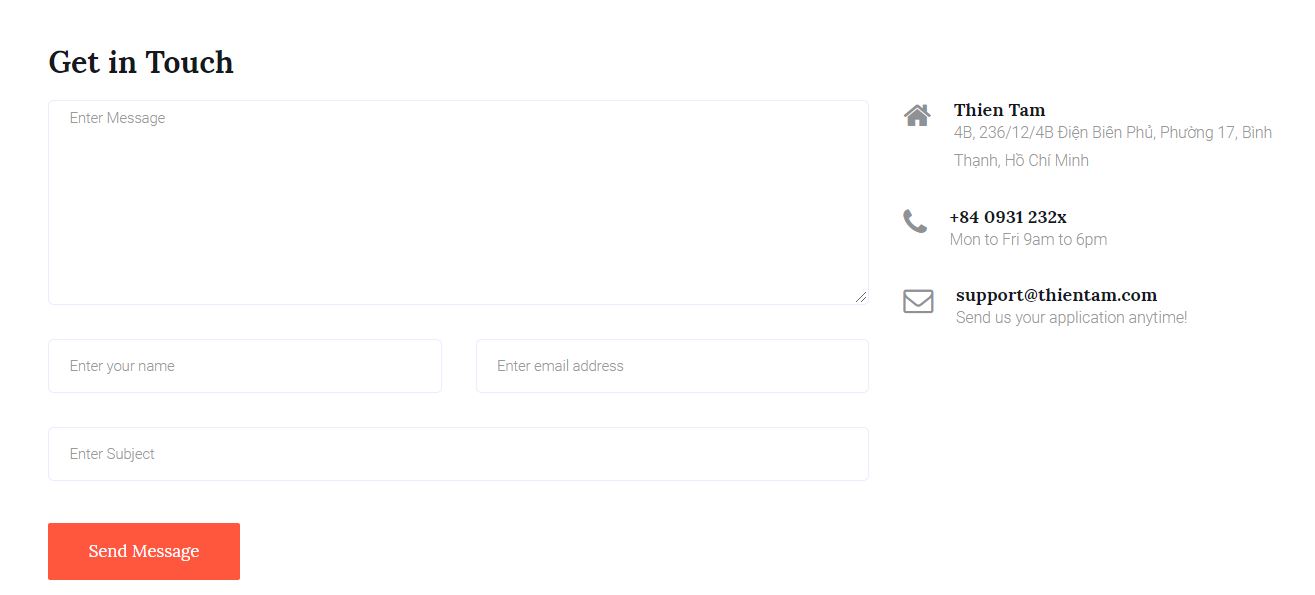 Get in Touch
Enter Message
Enter your name
Enter email address
Enter Subject
Send Message
Thien Tam
4B, 236/12/4B Điện Biên Phủ, Phường 17, Bình
Thạnh, Hồ Chí Minh
+84 0931 232x
Mon to Fri 9am to 6pm
support@thientam.com
Send us your application anytime!